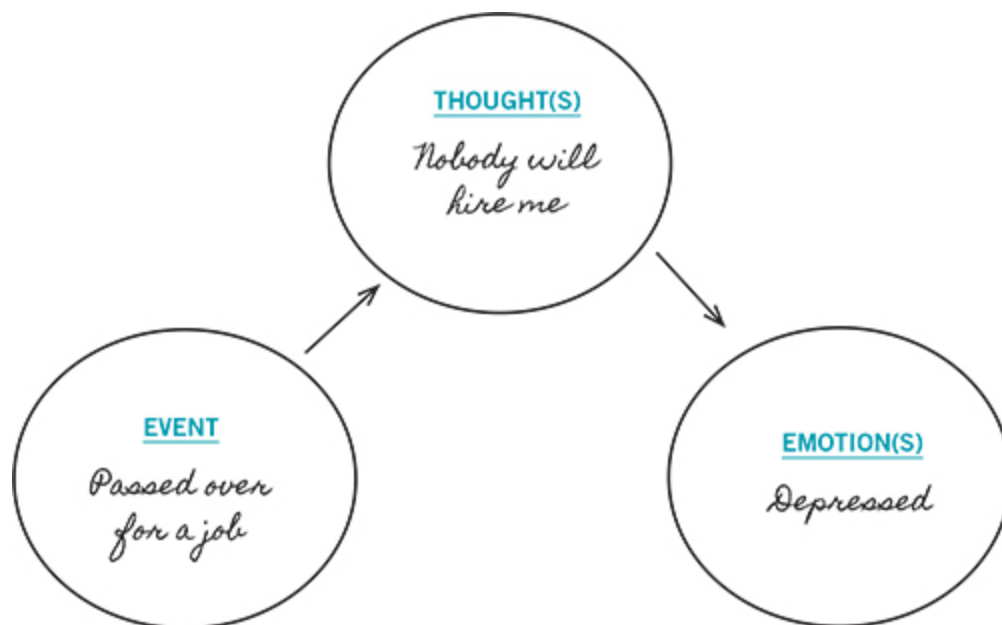 THOUGHT(S)
Nobody will
hire me
EVENT
Passed over
for a job
EMOTION(S)
Depressed